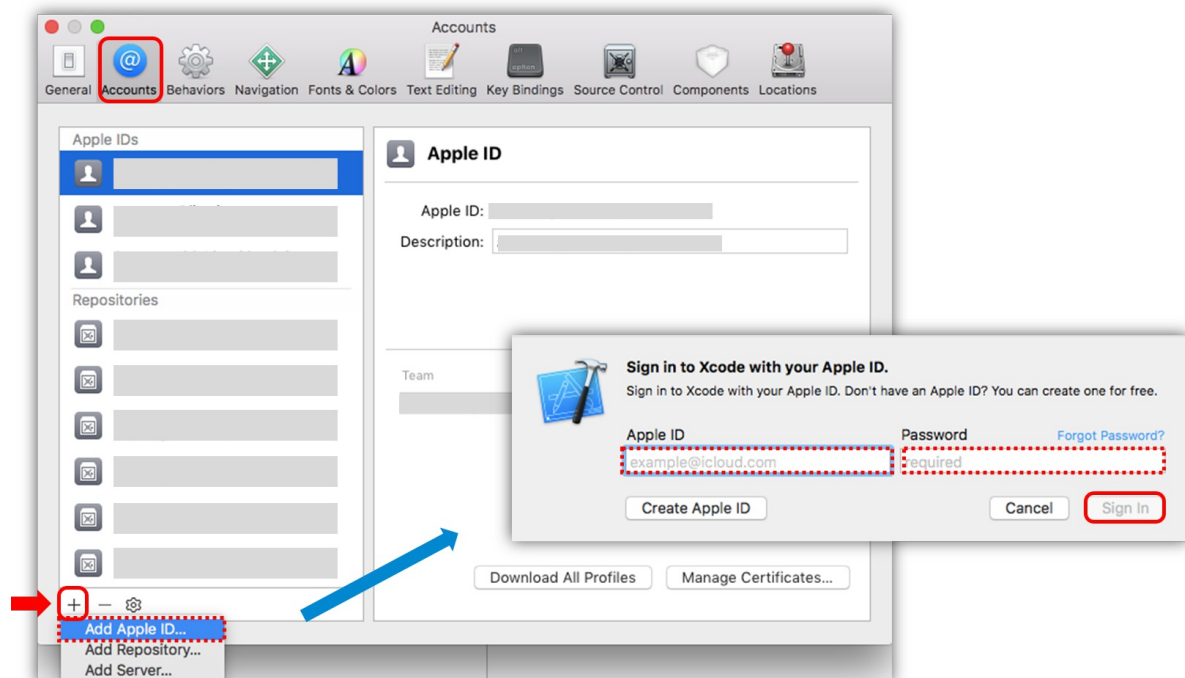 Accounts
General Accounts Behaviors Navigation Fonts & Colors Text Editing Key Bindings Source Control Components Locations
Apple IDs
Repositories
Apple ID
Apple ID:
Description:
Team
Download All Profiles
Manage Certificates...
Add Apple ID...
Add Repository...
Add Server...
Sign in to Xcode with your Apple ID.
Sign in to Xcode with your Apple ID. Don't have an Apple ID? You can create one for free.
Apple ID
Password
Forgot Password?
example@icloud.com
required
Create Apple ID
Cancel
Sign In